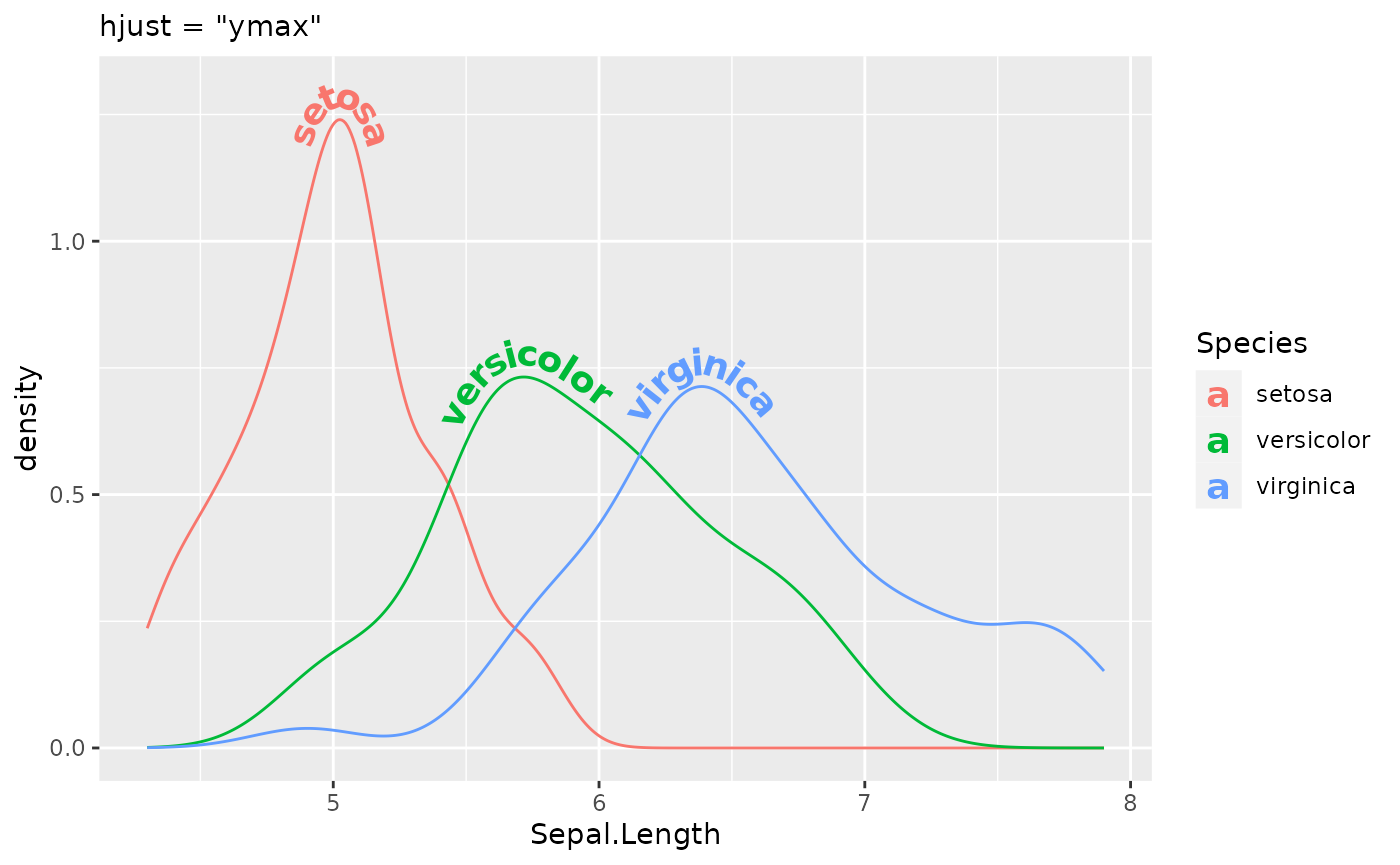 hjust = "ymax"
setosa
versicolor
virginica
density
1.0
0.5
0.0
5
6
7
8
Sepal.Length
Species
a setosa
a versicolor
a virginica